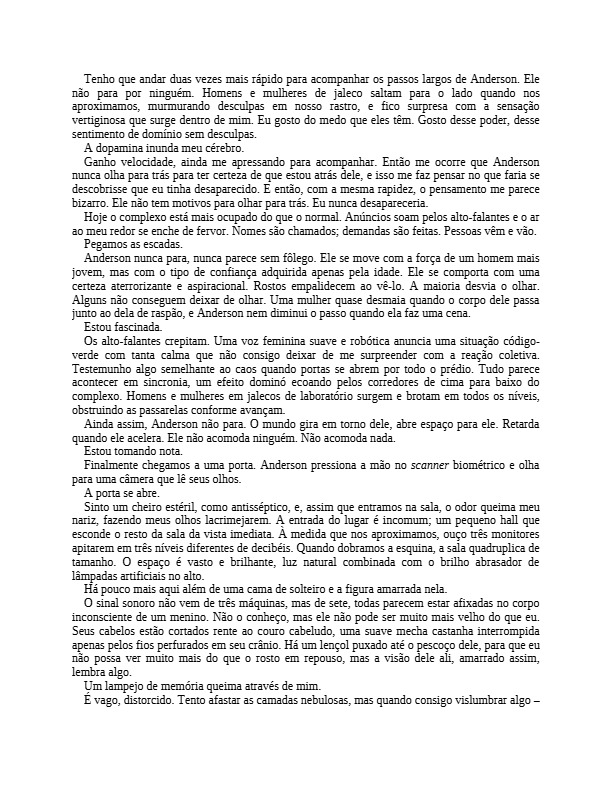 Tenho que andar duas vezes mais rápido para acompanhar os passos largos de Anderson. Ele
não para por ninguém. Homens e mulheres de jaleco saltam para o lado quando nos
aproximamos, murmurando desculpas em nosso rastro, e fico surpresa com a sensação
vertiginosa que surge dentro de mim. Eu gosto do medo que eles têm. Gosto desse poder, desse
sentimento de domínio sem desculpas.
A dopamina inunda meu cérebro.
Ganho velocidade, ainda me apressando para acompanhar. Então me ocorre que Anderson
nunca olha para trás para ter certeza de que estou atrás dele, e isso me faz pensar no que faria se
descobrisse que eu tinha desaparecido. E então, com a mesma rapidez, o pensamento me parece
bizarro. Ele não tem motivos para olhar para trás. Eu nunca desapareceria.
Hoje o complexo está mais ocupado do que o normal. Anúncios soam pelos alto-falantes e o ar
ao meu redor se enche de fervor. Nomes são chamados; demandas são feitas. Pessoas vêm e vão.
Pegamos as escadas.
Anderson nunca para, nunca parece sem fôlego. Ele se move com a força de um homem mais
jovem, mas com o tipo de confiança adquirida apenas pela idade. Ele se comporta com uma
certeza aterrorizante e aspiracional. Rostos empalidecem ao vê-lo. A maioria desvia o olhar.
Alguns não conseguem deixar de olhar. Uma mulher quase desmaia quando o corpo dele passa
junto ao dela de raspão, e Anderson nem diminui o passo quando ela faz uma cena.
Estou fascinada.
Os alto-falantes crepitam. Uma voz feminina suave e robótica anuncia uma situação código-
verde com tanta calma que não consigo deixar de me surpreender com a reação coletiva.
Testemunho algo semelhante ao caos quando portas se abrem por todo o prédio. Tudo parece
acontecer em sincronia, um efeito dominó ecoando pelos corredores de cima para baixo do
complexo. Homens e mulheres em jalecos de laboratório surgem e brotam em todos os níveis,
obstruindo as passarelas conforme avançam.
Ainda assim, Anderson não para. O mundo gira em torno dele, abre espaço para ele. Retarda
quando ele acelera. Ele não acomoda ninguém. Não acomoda nada.
Estou tomando nota.
Finalmente chegamos a uma porta. Anderson pressiona a mão no scanner biométrico e olha
para uma câmera que lê seus olhos.
A porta se abre.
Sinto um cheiro estéril, como antisséptico, e, assim que entramos na sala, o odor queima meu
nariz, fazendo meus olhos lacrimejarem. A entrada do lugar é incomum; um pequeno hall que
esconde o resto da sala da vista imediata. À medida que nos aproximamos, ouço três monitores
apitarem em três níveis diferentes de decibéis. Quando dobramos a esquina, a sala quadruplica de
tamanho. O espaço é vasto e brilhante, luz natural combinada com o brilho abrasador de
lâmpadas artificiais no alto.
Há pouco mais aqui além de uma cama de solteiro e a figura amarrada nela.
O sinal sonoro não vem de três máquinas, mas de sete, todas parecem estar afixadas no corpo
inconsciente de um menino. Não o conheço, mas ele não pode ser muito mais velho do que eu.
Seus cabelos estão cortados rente ao couro cabeludo, uma suave mecha castanha interrompida
apenas pelos fios perfurados em seu crânio. Há um lençol puxado até o pescoço dele, para que eu
não possa ver muito mais do que o rosto em repouso, mas a visão dele ali, amarrado assim,
lembra algo.
Um lampejo de memória queima através de mim.
É vago, distorcido. Tento afastar as camadas nebulosas, mas quando consigo vislumbrar algo –